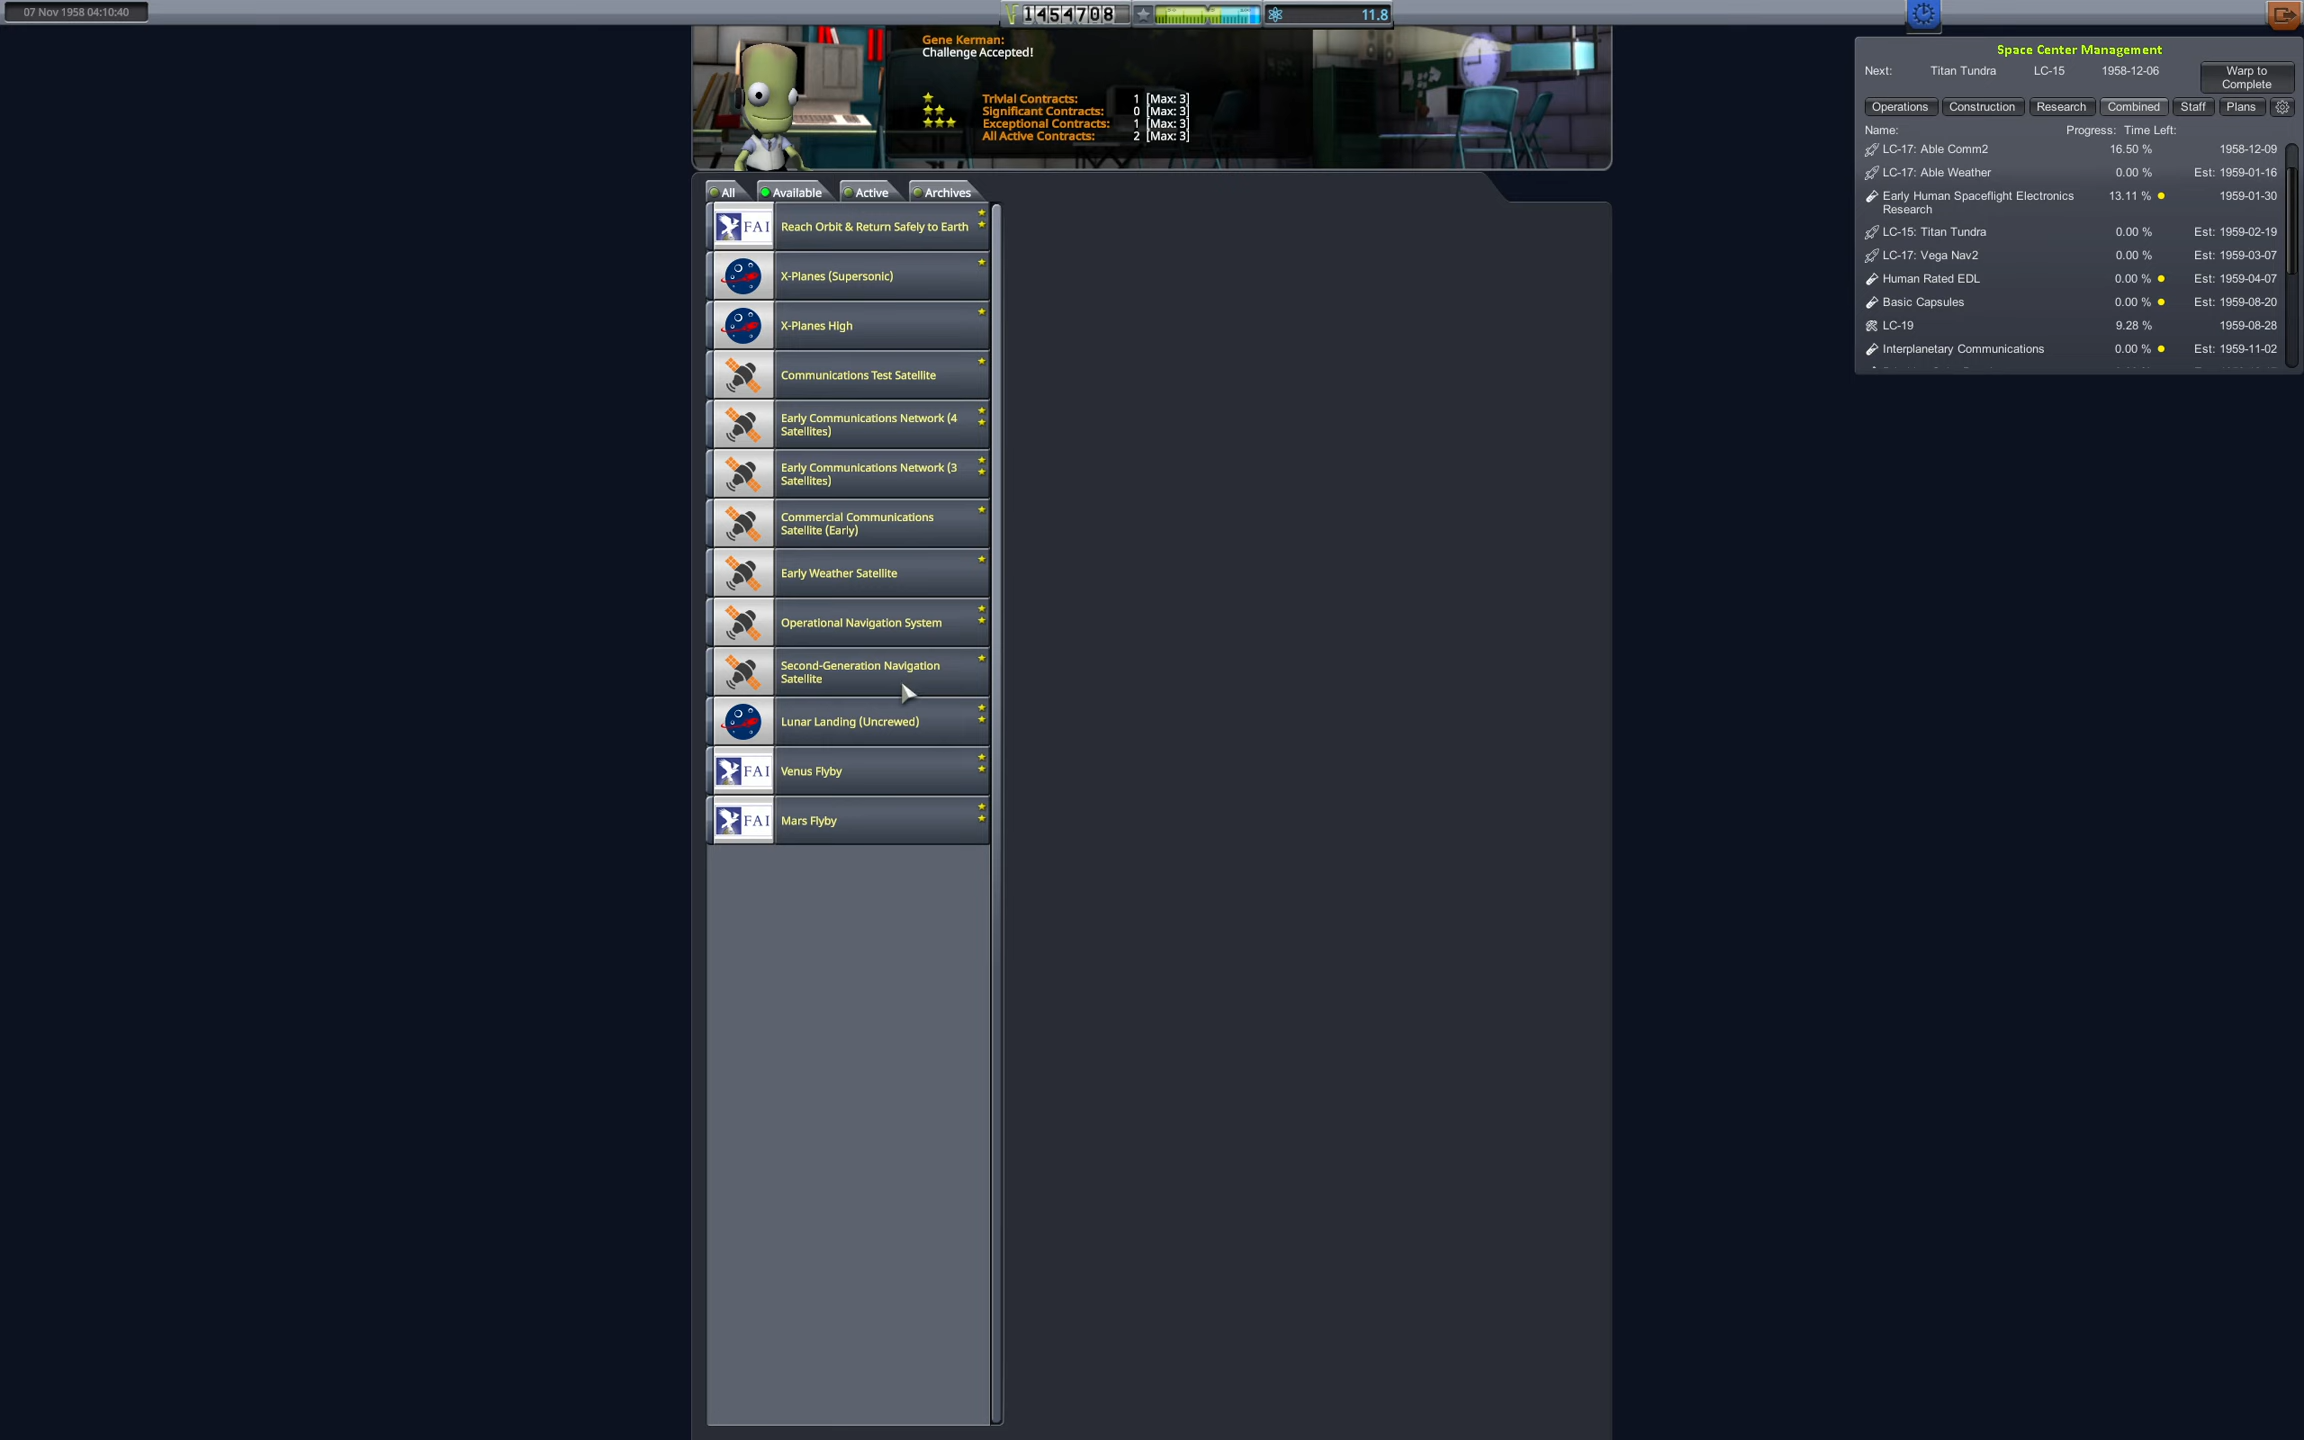 07 Nov 1958 04:10:40
1454708
11.8
Gene Kerman:
Challenge Accepted!
Trivial Contracts: 1 [Max: 3]
Significant Contracts: 0 [Max: 3]
Exceptional Contracts: 1 [Max: 3]
All Active Contracts: 2 [Max: 3]
All
Available
Active
Archives
FAI
Reach Orbit & Return Safely to Earth
X-Planes (Supersonic)
X-Planes High
Communications Test Satellite
Early Communications Network (4
Satellites)
Early Communications Network (3
Satellites)
Commercial Communications
Satellite (Early)
Early Weather Satellite
Operational Navigation System
Second-Generation Navigation
Satellite
Lunar Landing (Uncrewed)
FAI
Venus Flyby
FAI
Mars Flyby
Space Center Management
Next: Titan Tundra LC-15 1958-12-06
Warp to
Complete
Operations Construction Research Combined Staff Plans
Name: Progress: Time Left:
LC-17: Able Comm2 16.50 % 1958-12-09
LC-17: Able Weather 0.00 % Est: 1959-01-16
Early Human Spaceflight Electronics
Research 13.11 % 1959-01-30
LC-15: Titan Tundra 0.00 % Est: 1959-02-19
LC-17: Vega Nav2 0.00 % Est: 1959-03-07
Human Rated EDL 0.00 % Est: 1959-04-07
Basic Capsules 0.00 % Est: 1959-08-20
LC-19 9.28 % 1959-08-28
Interplanetary Communications 0.00 % Est: 1959-11-02